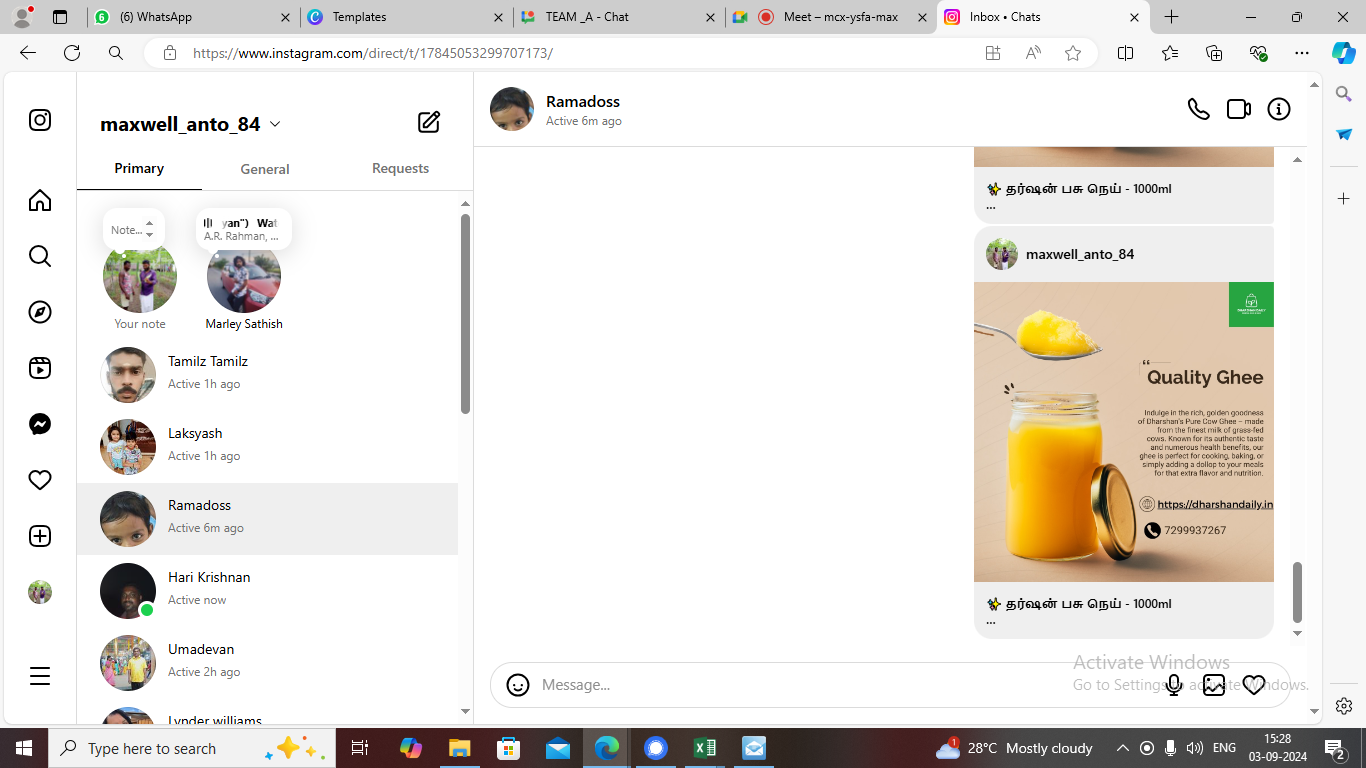 (6) WhatsApp
Templates
TEAM _A - Chat
Meet – mcx-ysfa-max
Inbox • Chats
https://www.instagram.com/direct/t/17845053299707173/
maxwell_anto_84
Primary
General
Requests
Note...
yan") Wat
A.R. Rahman, ...
Your note
Marley Sathish
Tamilz Tamilz
Active 1h ago
Laksyash
Active 1h ago
Ramadoss
Active 6m ago
Hari Krishnan
Active now
Umadevan
Active 2h ago
Lynder williams
Ramadoss
Active 6m ago
✨ தர்ஷன் பசு நெய் - 1000ml
...
maxwell_anto_84
DHARSHAN DAILY
“ Quality Ghee
Indulge in the rich, golden goodness
of Dharshan's Pure Cow Ghee – made
from the finest milk of grass-fed
cows. Known for its authentic taste
and numerous health benefits, our
ghee is perfect for cooking, baking, or
simply adding a dollop to your meals
for that extra flavor and nutrition.
https://dharshandaily.in
7299937267
✨ தர்ஷன் பசு நெய் - 1000ml
...
Message...
Activate Windows
Go to Settings to activate Windows.
Type here to search
1
28°C Mostly cloudy
ENG
15:28
03-09-2024
2